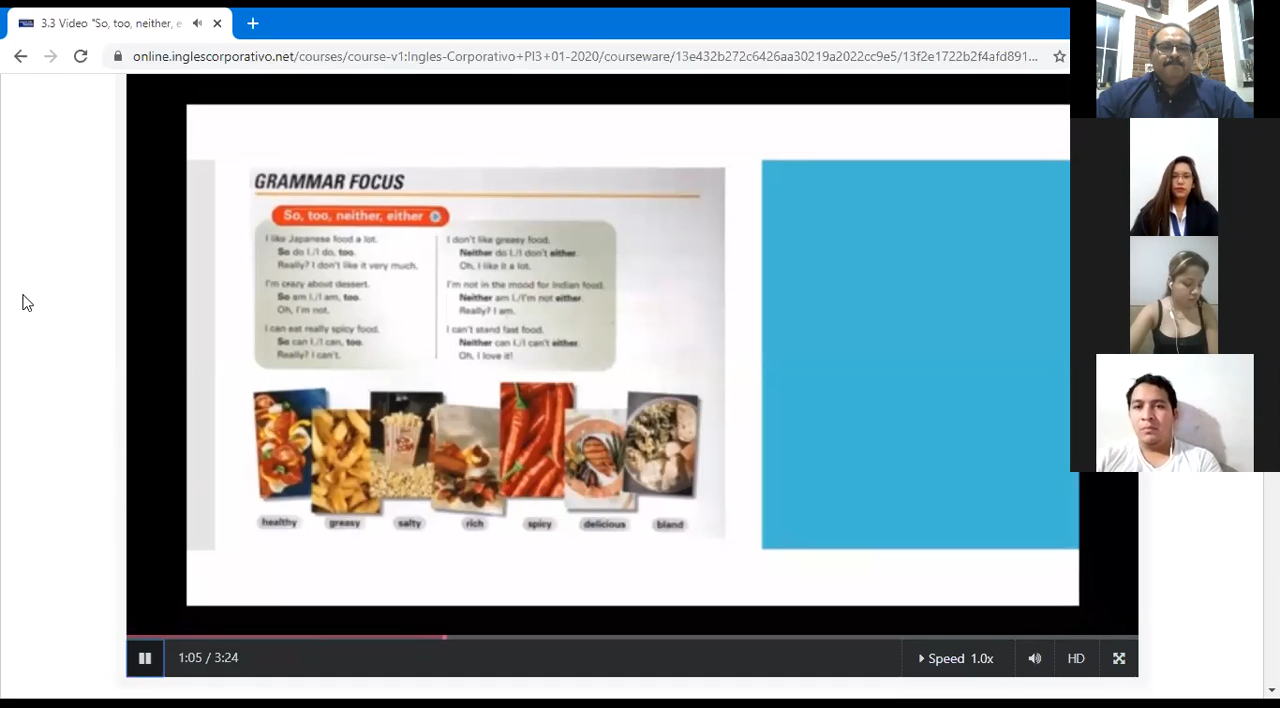 3.3 Video "So, too, neither, e
online.inglescorporativo.net/courses/course-v1:Ingles-Corporativo+PI3+01-2020/courseware/13e432b272c6426aa30219a2022cc9e5/13f2e1722b2f4afd891...
GRAMMAR FOCUS
So, too, neither, either
I like Japanese food a lot.
So do I./I do, too.
Really? I don't like it very much.
I'm crazy about dessert.
So am I./I am, too.
Oh, I'm not.
I can eat really spicy food.
So can I./I can, too.
Really? I can't.
I don't like greasy food.
Neither do I./I don't either.
Oh, I like it a lot.
I'm not in the mood for Indian food.
Neither am I./I'm not either.
Really? I am.
I can't stand fast food.
Neither can I./I can't either.
Oh, I love it!
healthy greasy salty rich spicy delicious bland
1:05 / 3:24
Speed 1.0x
HD